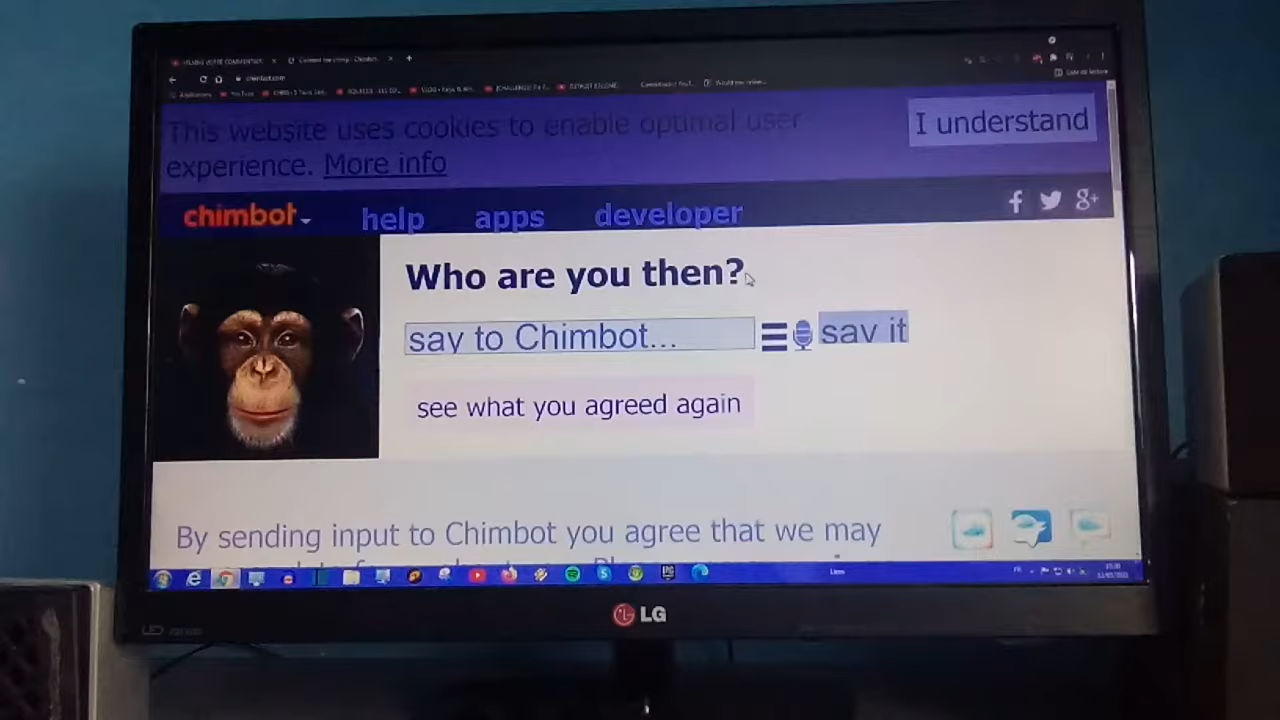 This website uses cookies to enable optimal user
I understand
experience. More info
chimbot
help
apps
developer
f
g+
Who are you then?
say to Chimbot...
say it
see what you agreed again
By sending input to Chimbot you agree that we may
LG